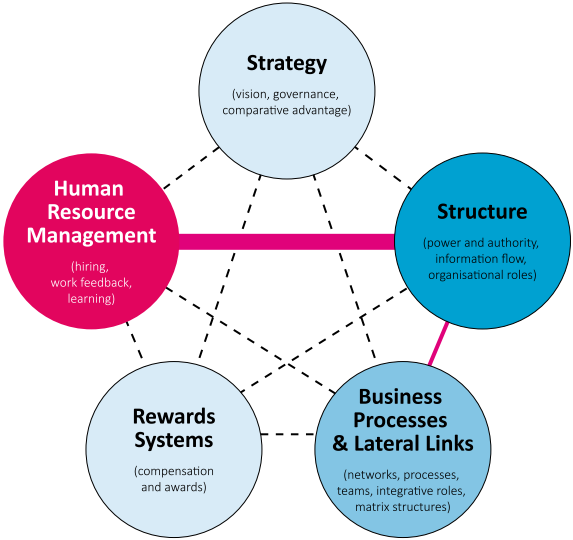 Strategy
(vision, governance,
comparative advantage)
Human
Resource
Management
(hiring,
work feedback,
learning)
Structure
(power and authority,
information flow,
organisational roles)
Rewards
Systems
(compensation
and awards)
Business
Processes
& Lateral Links
(networks, processes,
teams, integrative roles,
matrix structures)